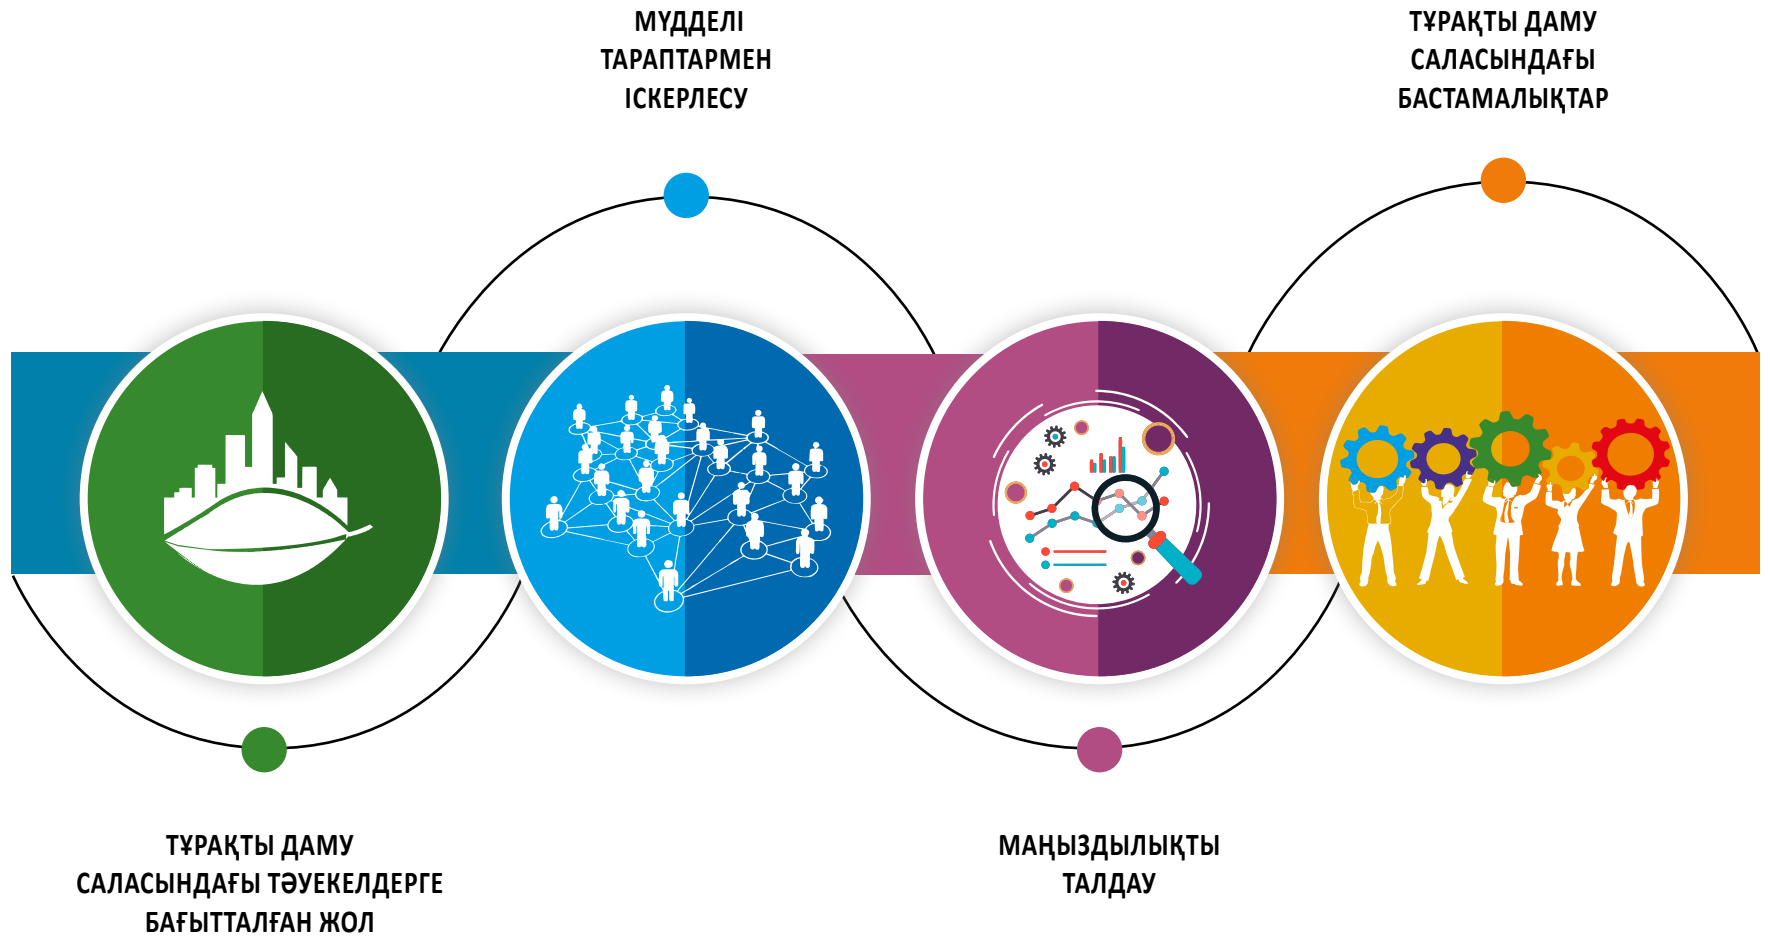 МҮДДЕЛІ
ТАРАПТАРМЕН
ІСКЕРЛЕСУ
ТҰРАҚТЫ ДАМУ
САЛАСЫНДАҒЫ
БАСТАМАЛЫҚТАР
ТҰРАҚТЫ ДАМУ
САЛАСЫНДАҒЫ ТӘУЕКЕЛДЕРГЕ
БАҒЫТТАЛҒАН ЖОЛ
МАҢЫЗДЫЛЫҚТЫ
ТАЛДАУ